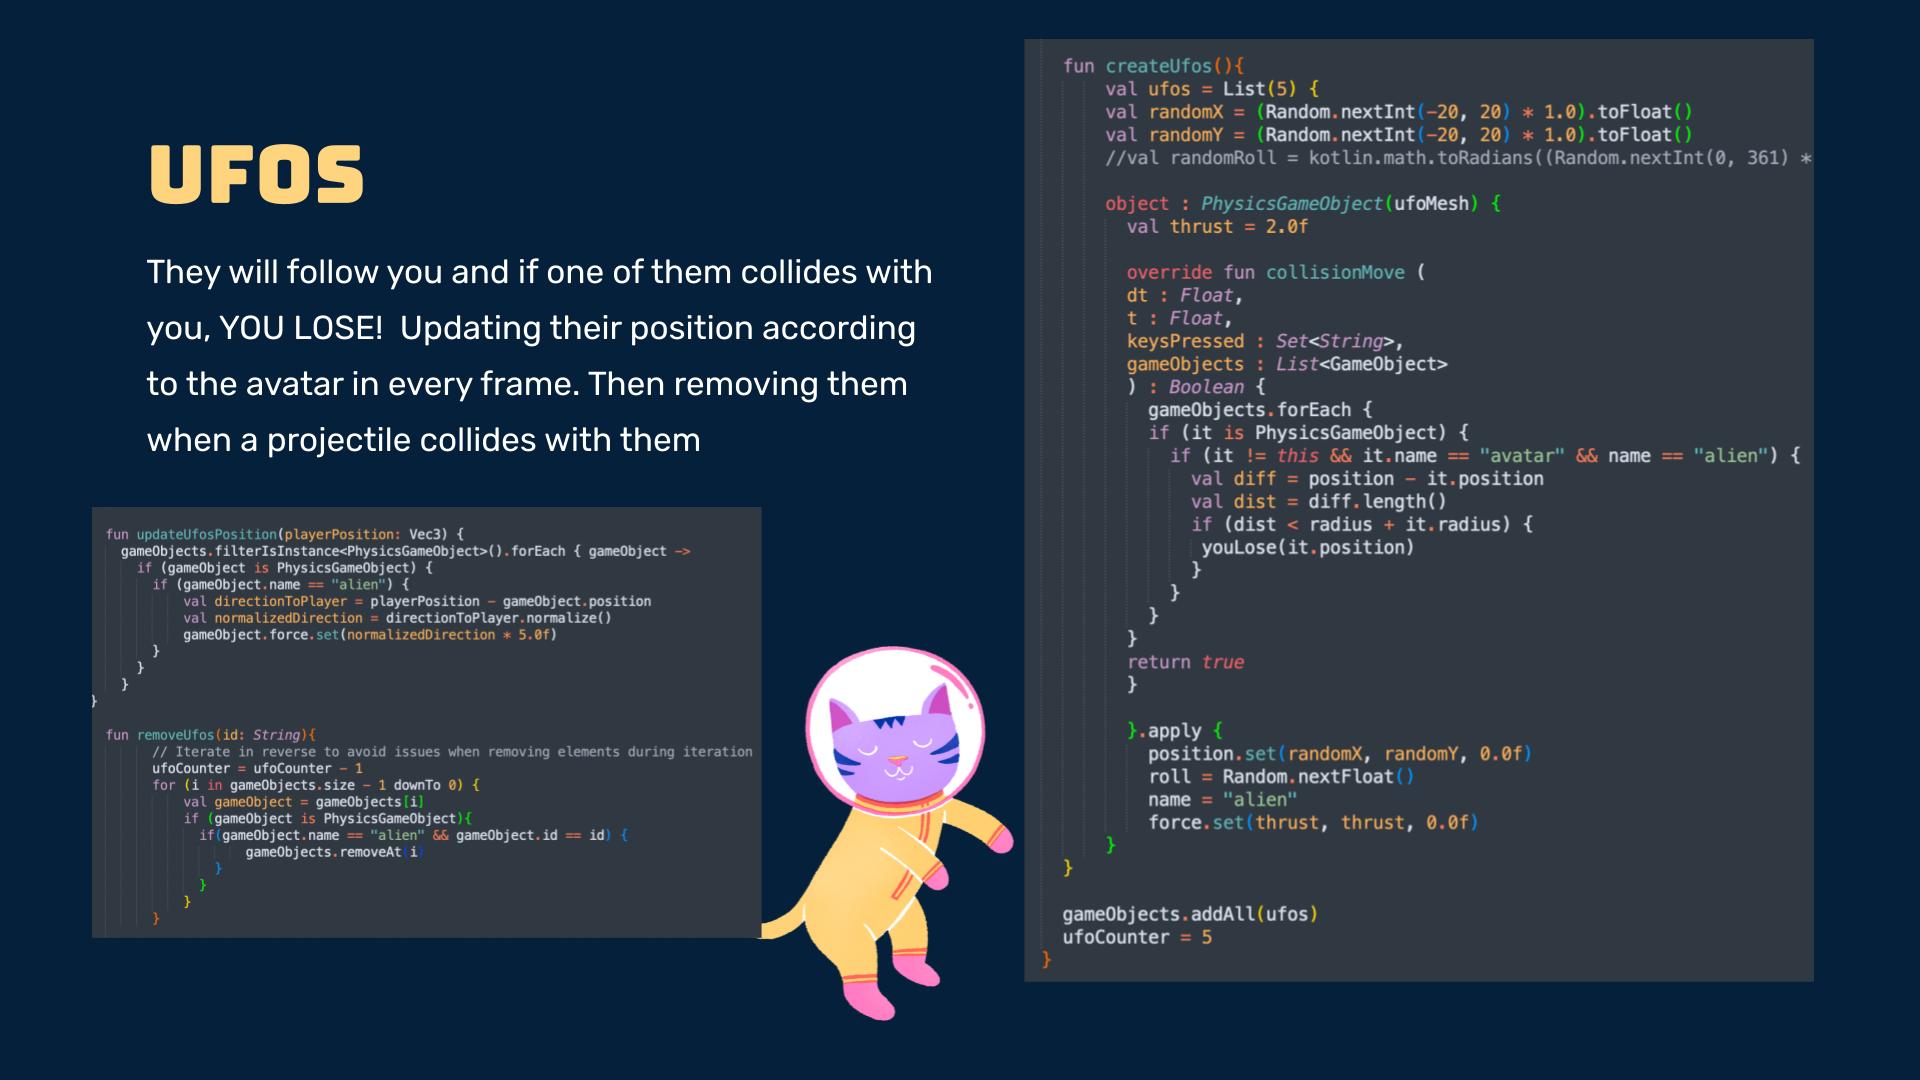 UFOS
They will follow you and if one of them collides with
you, YOU LOSE!  Updating their position according
to the avatar in every frame. Then removing them
when a projectile collides with them
fun updateUfosPosition(playerPosition: Vec3) {
gameObjects.filterIsInstance<PhysicsGameObject>().forEach { gameObject ->
if (gameObject is PhysicsGameObject) {
if (gameObject.name == "alien") {
val directionToPlayer = playerPosition - gameObject.position
val normalizedDirection = directionToPlayer.normalize()
gameObject.force.set(normalizedDirection * 5.0f)
}
}
}
}
fun removeUfos(id: String){
// Iterate in reverse to avoid issues when removing elements during iteration
ufoCounter = ufoCounter - 1
for (i in gameObjects.size - 1 downTo 0) {
val gameObject = gameObjects[i]
if (gameObject is PhysicsGameObject){
if(gameObject.name == "alien" && gameObject.id == id) {
gameObjects.removeAt(i)
}
}
}
}
fun createUfos(){
val ufos = List(5) {
val randomX = (Random.nextInt(-20, 20) * 1.0).toFloat()
val randomY = (Random.nextInt(-20, 20) * 1.0).toFloat()
//val randomRoll = kotlin.math.toRadians((Random.nextInt(0, 361) *
object : PhysicsGameObject(ufoMesh) {
val thrust = 2.0f
override fun collisionMove (
dt : Float,
t : Float,
keysPressed : Set<String>,
gameObjects : List<GameObject>
) : Boolean {
gameObjects.forEach {
if (it is PhysicsGameObject) {
if (it != this && it.name == "avatar" && name == "alien") {
val diff = position - it.position
val dist = diff.length()
if (dist < radius + it.radius) {
youLose(it.position)
}
}
}
}
return true
}
}.apply {
position.set(randomX, randomY, 0.0f)
roll = Random.nextFloat()
name = "alien"
force.set(thrust, thrust, 0.0f)
}
}
gameObjects.addAll(ufos)
ufoCounter = 5
}